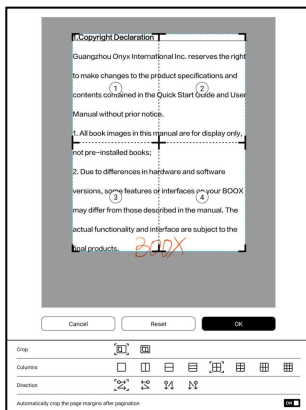 1.Copyright Declaration
Guangzhou Onyx International Inc. reserves the right
to make changes to the product specifications and
contents contained in the Quick Start Guide and User
Manual without prior notice.
1. All book images in this manual are for display only,
not pre-installed books;
2. Due to differences in hardware and software
versions, some features or interfaces on your BOOX
may differ from those described in the manual. The
actual functionality and interface are subject to the
final products.
BOOX
1
2
3
4
Cancel Reset OK
Crop
Columns
Direction
Automatically crop the page margins after pagination ON